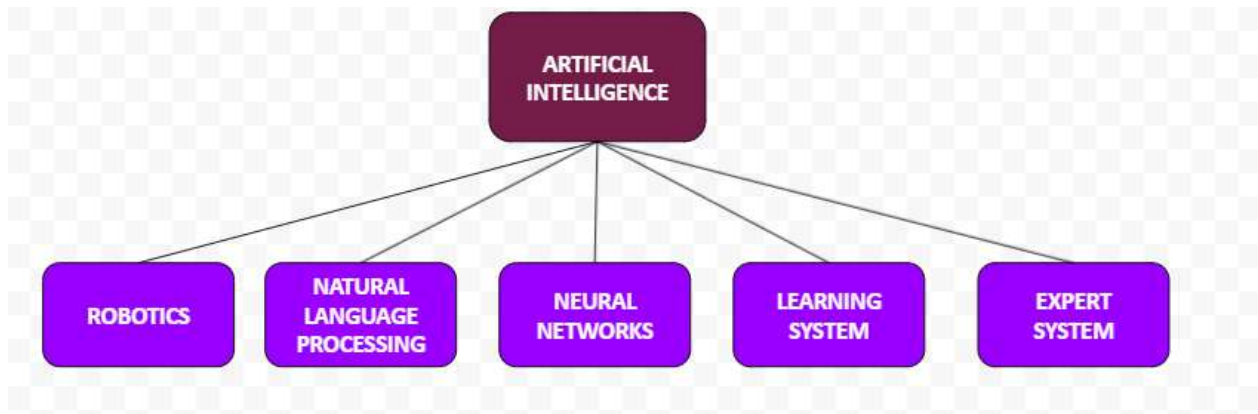 ARTIFICIAL
INTELLIGENCE
ROBOTICS
NATURAL
LANGUAGE
PROCESSING
NEURAL
NETWORKS
LEARNING
SYSTEM
EXPERT
SYSTEM